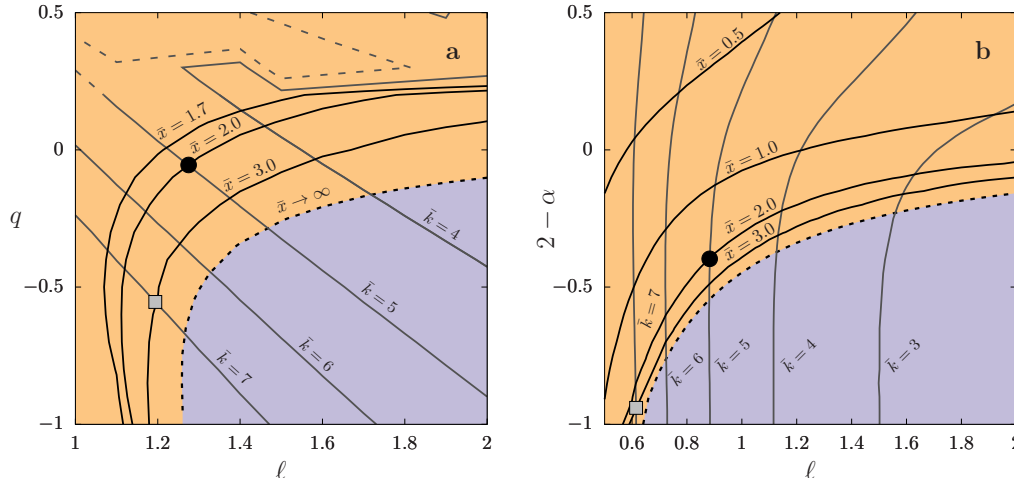 a
q
0.5
0
−0.5
−1
x̄ = 1.7
x̄ = 2.0
x̄ = 3.0
x̄ → ∞
k̄ = 4
k̄ = 5
k̄ = 6
k̄ = 7
1 1.2 1.4 1.6 1.8 2
ℓ
b
2 − α
0.5
0
−0.5
−1
x̄ = 0.5
x̄ = 1.0
x̄ = 2.0
x̄ = 3.0
k̄ = 7
k̄ = 6
k̄ = 5
k̄ = 4
k̄ = 3
0.6 0.8 1 1.2 1.4 1.6 1.8 2
ℓ